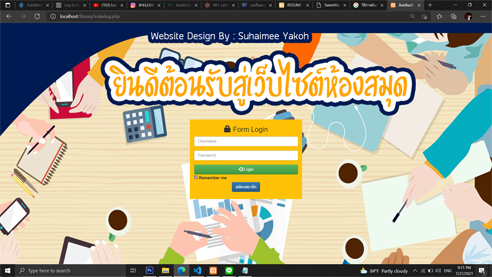 localhost/library/indexlog.php
Website Design By : Suhaimee Yakoh
ยินดีต้อนรับสู่เว็บไซต์ห้องสมุด
Form Login
Username
Password
Login
Remember me
สมัครสมาชิก
Type here to search
84°F Partly cloudy
ENG
9:11 PM
7/27/2021